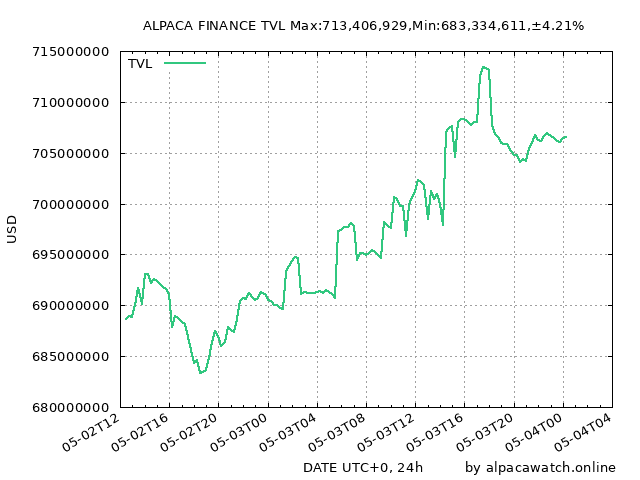 ALPACA FINANCE TVL Max:713,406,929,Min:683,334,611,±4.21%
TVL
715000000
710000000
705000000
700000000
695000000
690000000
685000000
680000000
USD
05-02T12
05-02T16
05-02T20
05-03T00
05-03T04
05-03T08
05-03T12
05-03T16
05-03T20
05-04T00
05-04T04
DATE UTC+0, 24h
by alpacawatch.online